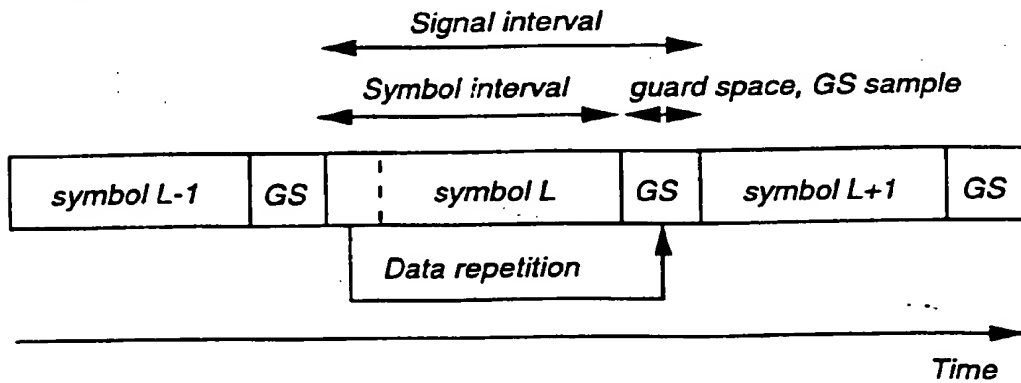 Signal interval
Symbol interval
guard space, GS sample
symbol L-1
GS
symbol L
GS
symbol L+1
GS
Data repetition
Time